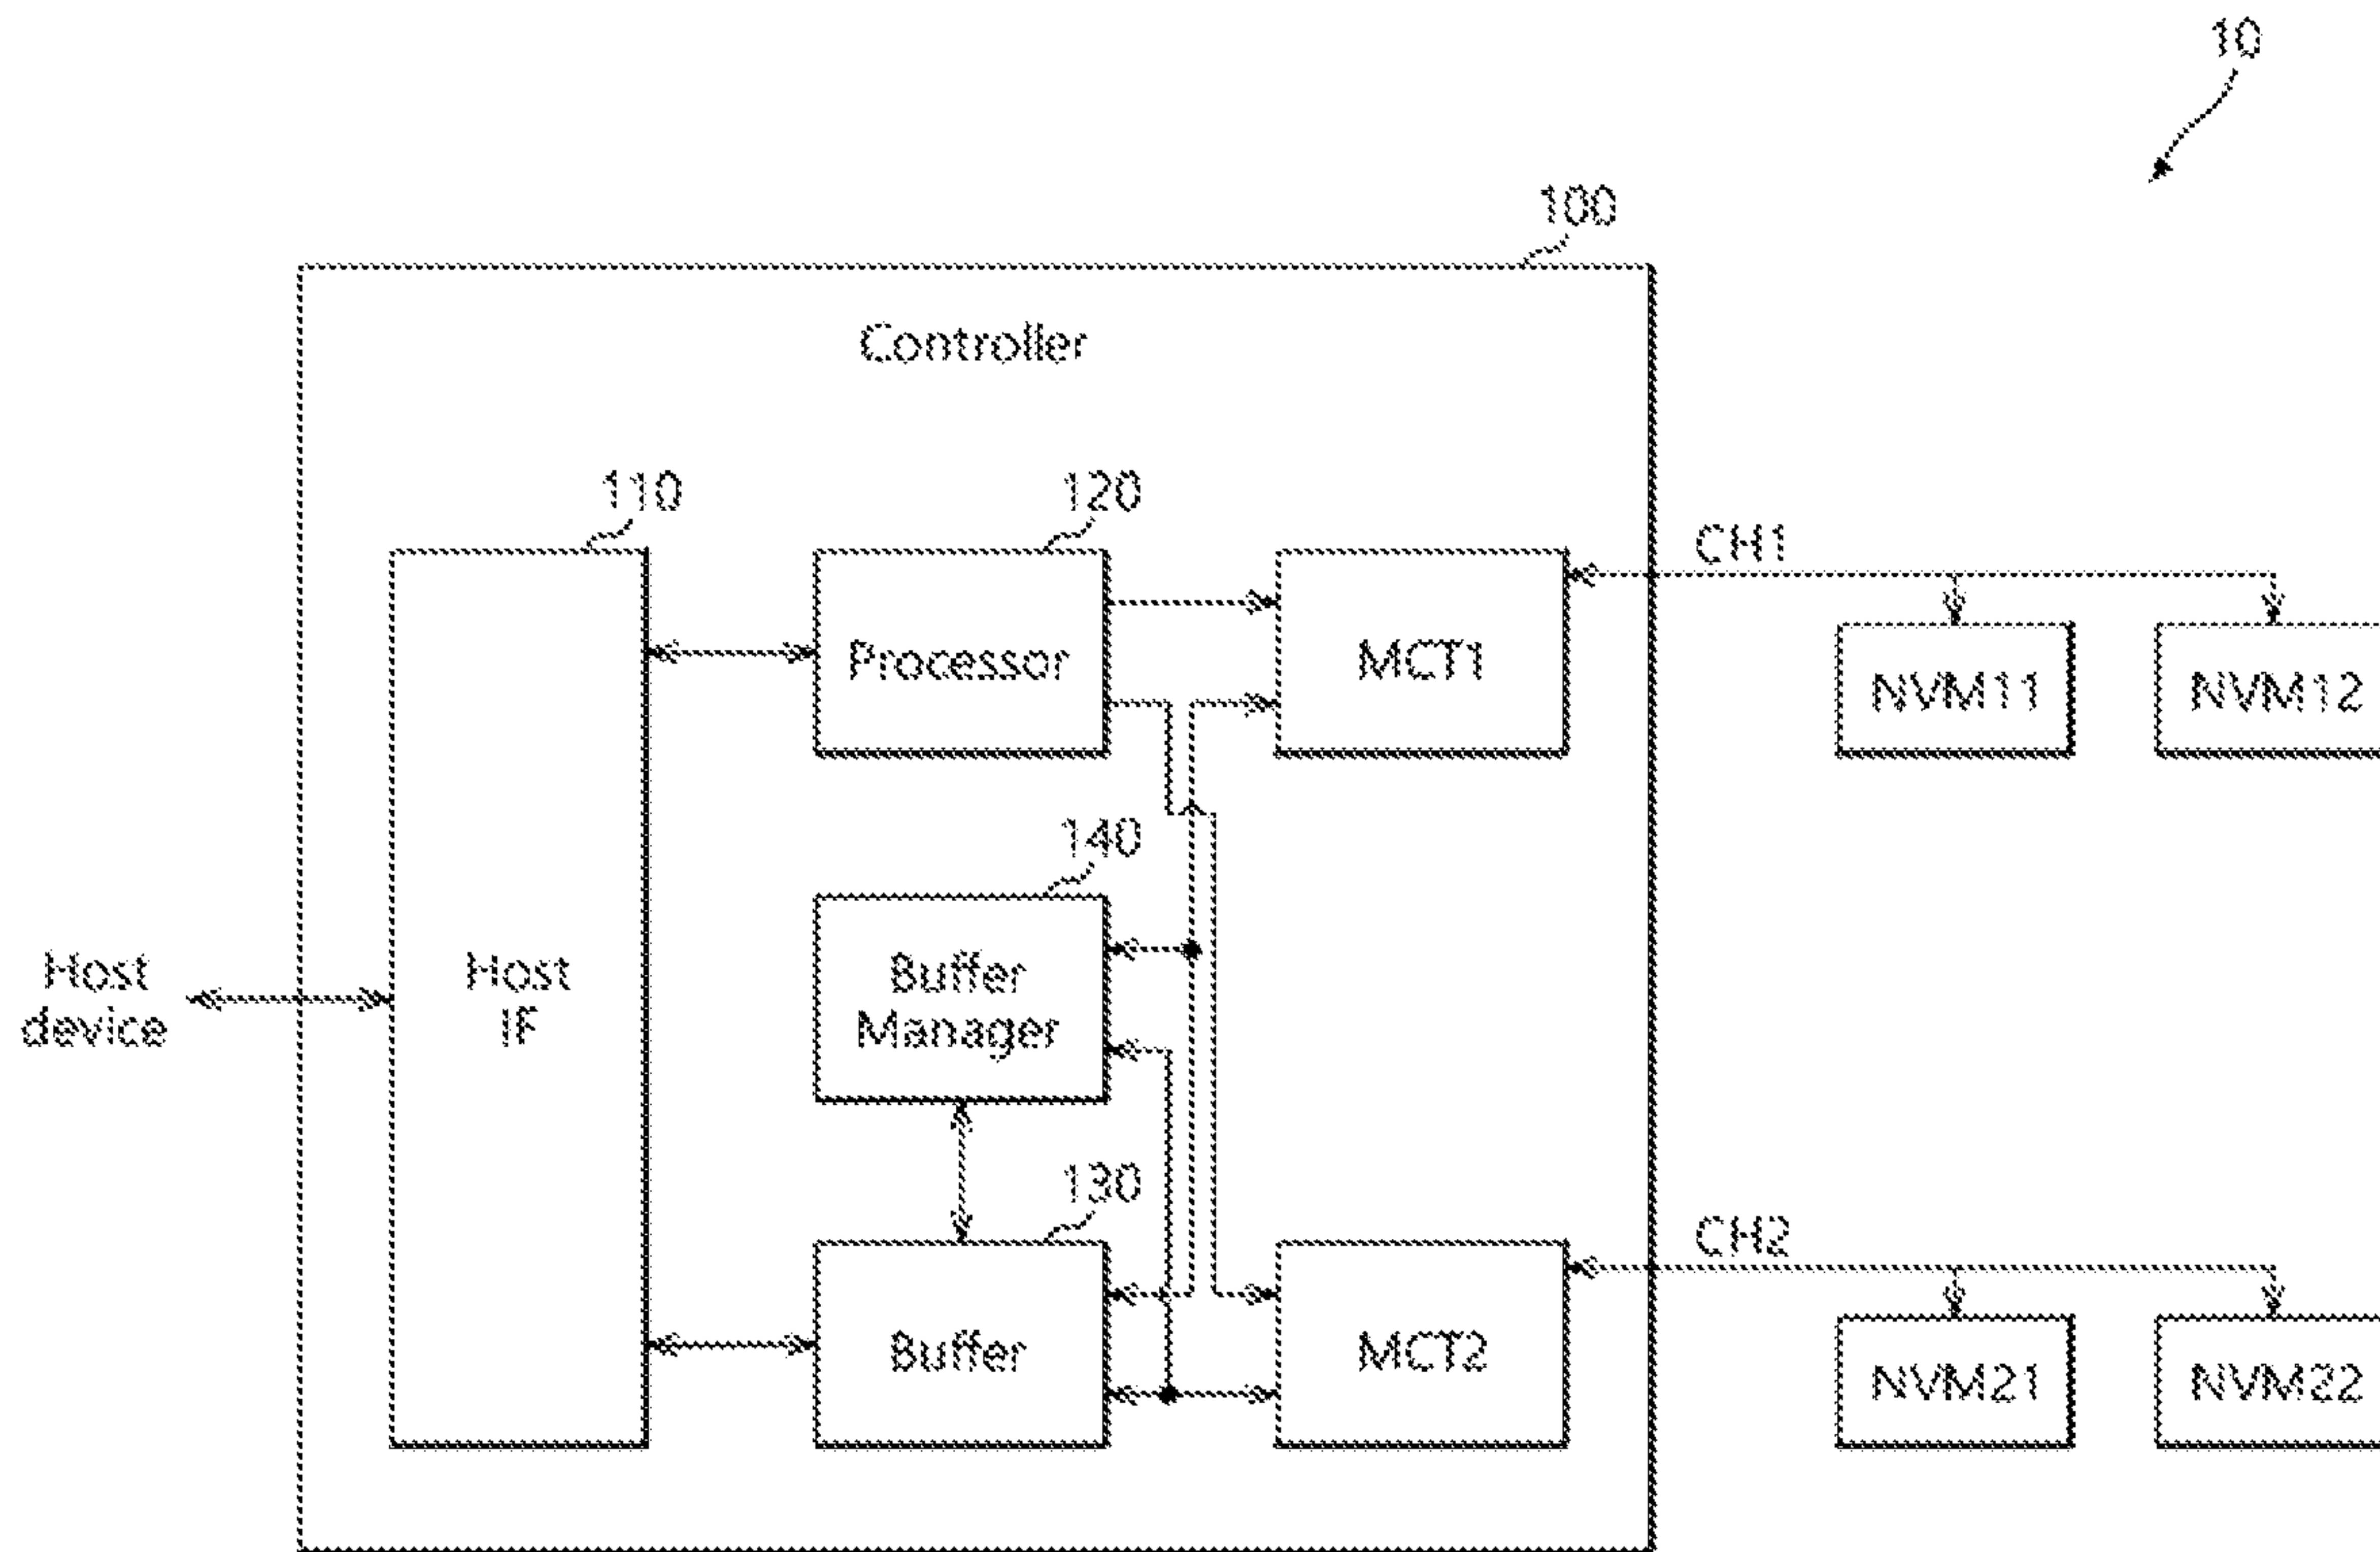 10
100
Controller
110
120
CH1
Processor
MCT1
NVM11
NVM12
140
Host
device
Host
IF
Buffer
Manager
130
CH2
Buffer
MCT2
NVM21
NVM22